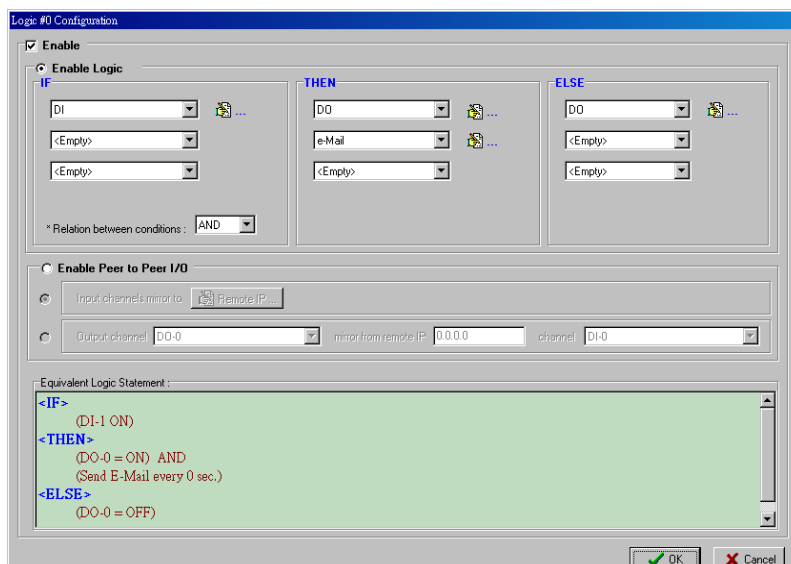 Logic #0 Configuration
Enable
Enable Logic
IF THEN ELSE
DI ... DO ... DO ...
<Empty> e-Mail ... <Empty>
<Empty> <Empty> <Empty>
* Relation between conditions : AND
Enable Peer to Peer I/O
Input channels mirror to Remote IP ...
Output channel DO-0 mirror from remote IP 0.0.0.0 channel DI-0
Equivalent Logic Statement :
<IF>
(DI-1 ON)
<THEN>
(DO-0 = ON) AND
(Send E-Mail every 0 sec.)
<ELSE>
(DO-0 = OFF)
OK Cancel